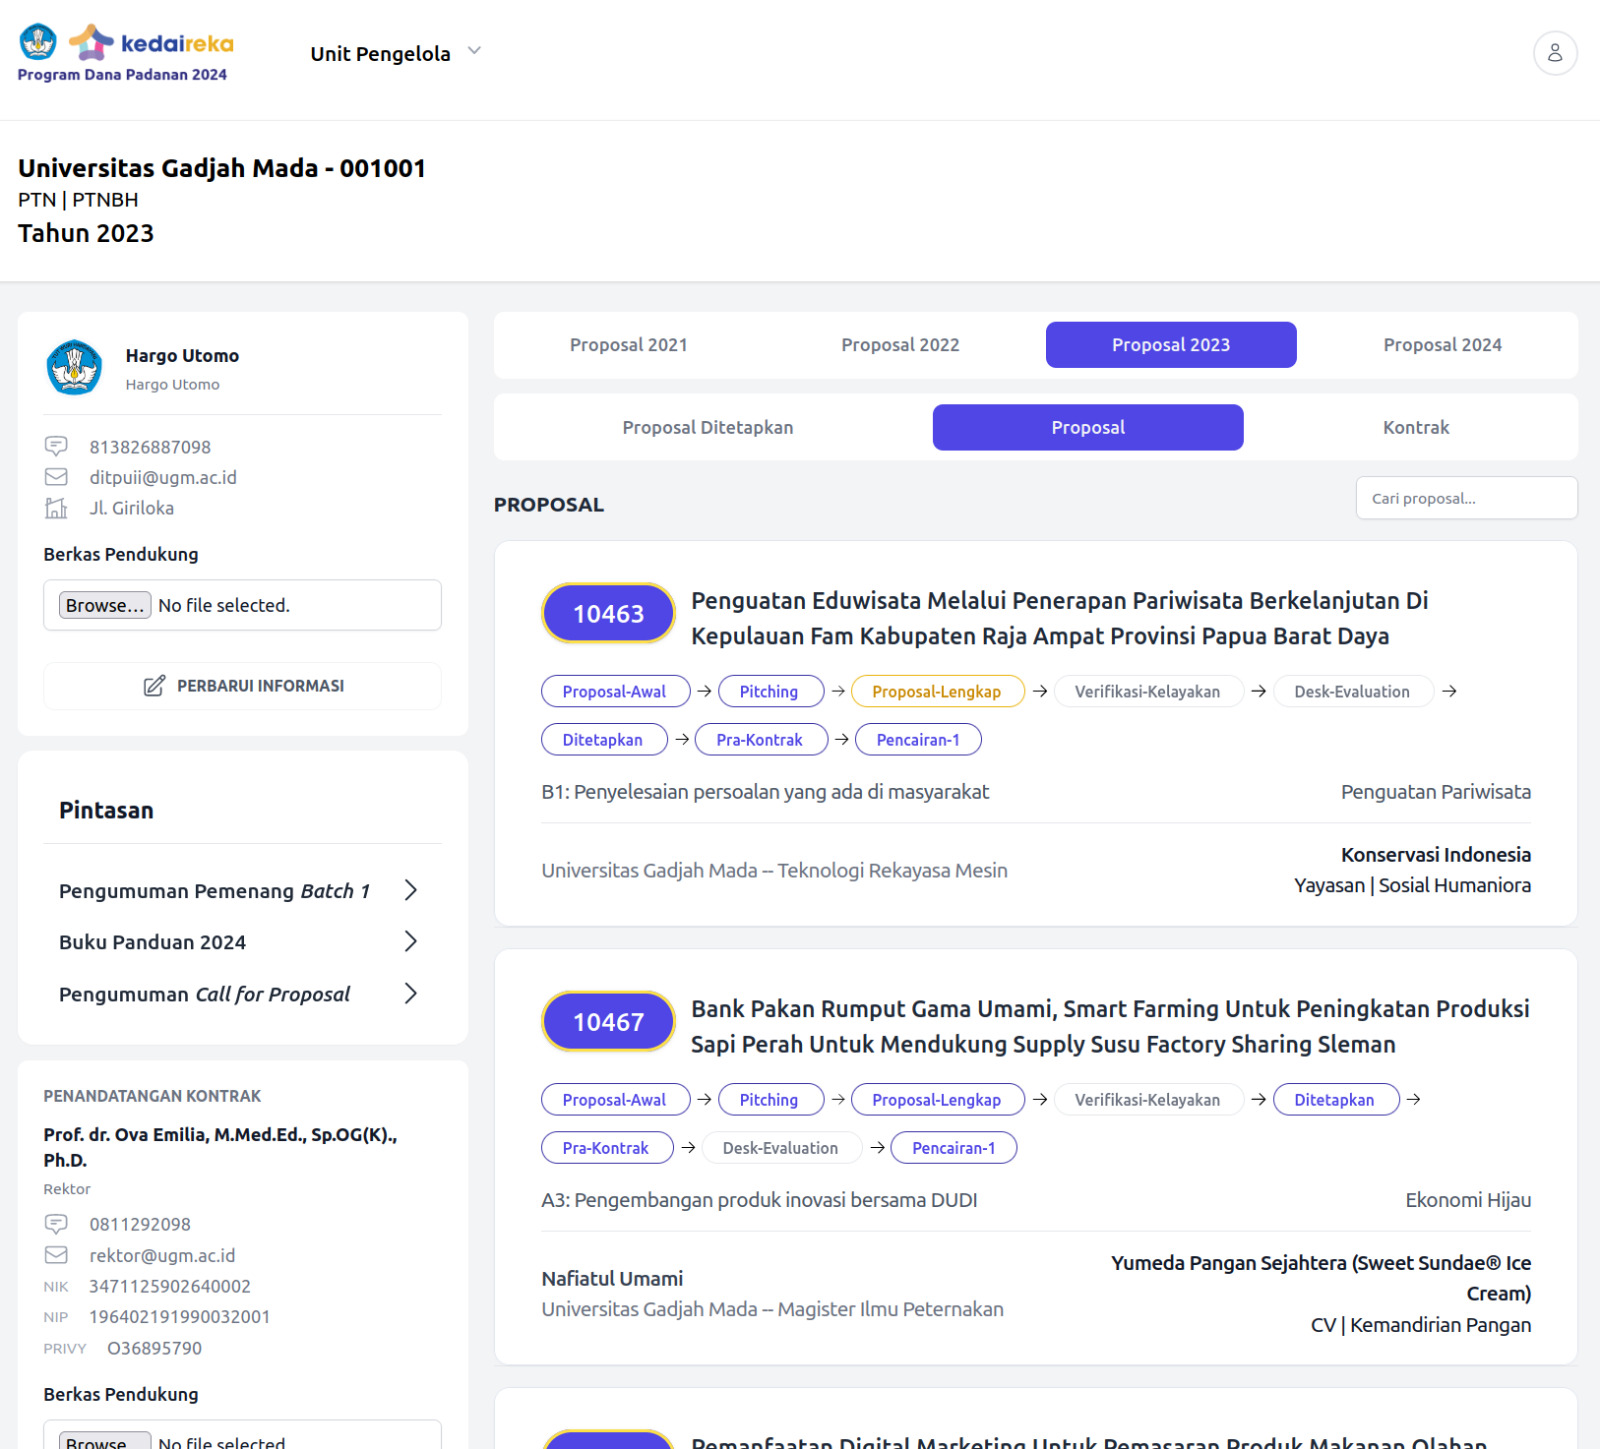 kedaireka
Program Dana Padanan 2024
Unit Pengelola
Universitas Gadjah Mada - 001001
PTN | PTNBH
Tahun 2023
Hargo Utomo
Hargo Utomo
813826887098
ditpuii@ugm.ac.id
Jl. Giriloka
Berkas Pendukung
Browse... No file selected.
PERBARUI INFORMASI
Pintasan
Pengumuman Pemenang Batch 1
Buku Panduan 2024
Pengumuman Call for Proposal
PENANDATANGAN KONTRAK
Prof. dr. Ova Emilia, M.Med.Ed., Sp.OG(K).,
Ph.D.
Rektor
0811292098
rektor@ugm.ac.id
NIK 3471125902640002
NIP 196402191990032001
PRIVY O36895790
Berkas Pendukung
Browse... No file selected.
Proposal 2021 Proposal 2022 Proposal 2023 Proposal 2024
Proposal Ditetapkan Proposal Kontrak
PROPOSAL
Cari proposal...
10463
Penguatan Eduwisata Melalui Penerapan Pariwisata Berkelanjutan Di
Kepulauan Fam Kabupaten Raja Ampat Provinsi Papua Barat Daya
Proposal-Awal → Pitching → Proposal-Lengkap → Verifikasi-Kelayakan → Desk-Evaluation →
Ditetapkan → Pra-Kontrak → Pencairan-1
B1: Penyelesaian persoalan yang ada di masyarakat Penguatan Pariwisata
Universitas Gadjah Mada -- Teknologi Rekayasa Mesin
Konservasi Indonesia
Yayasan | Sosial Humaniora
10467
Bank Pakan Rumput Gama Umami, Smart Farming Untuk Peningkatan Produksi
Sapi Perah Untuk Mendukung Supply Susu Factory Sharing Sleman
Proposal-Awal → Pitching → Proposal-Lengkap → Verifikasi-Kelayakan → Ditetapkan →
Pra-Kontrak → Desk-Evaluation → Pencairan-1
A3: Pengembangan produk inovasi bersama DUDI Ekonomi Hijau
Nafiatul Umami
Universitas Gadjah Mada -- Magister Ilmu Peternakan
Yumeda Pangan Sejahtera (Sweet Sundae® Ice
Cream)
CV | Kemandirian Pangan
Pemanfaatan Digital Marketing Untuk Pemasaran Produk Makanan Olahan